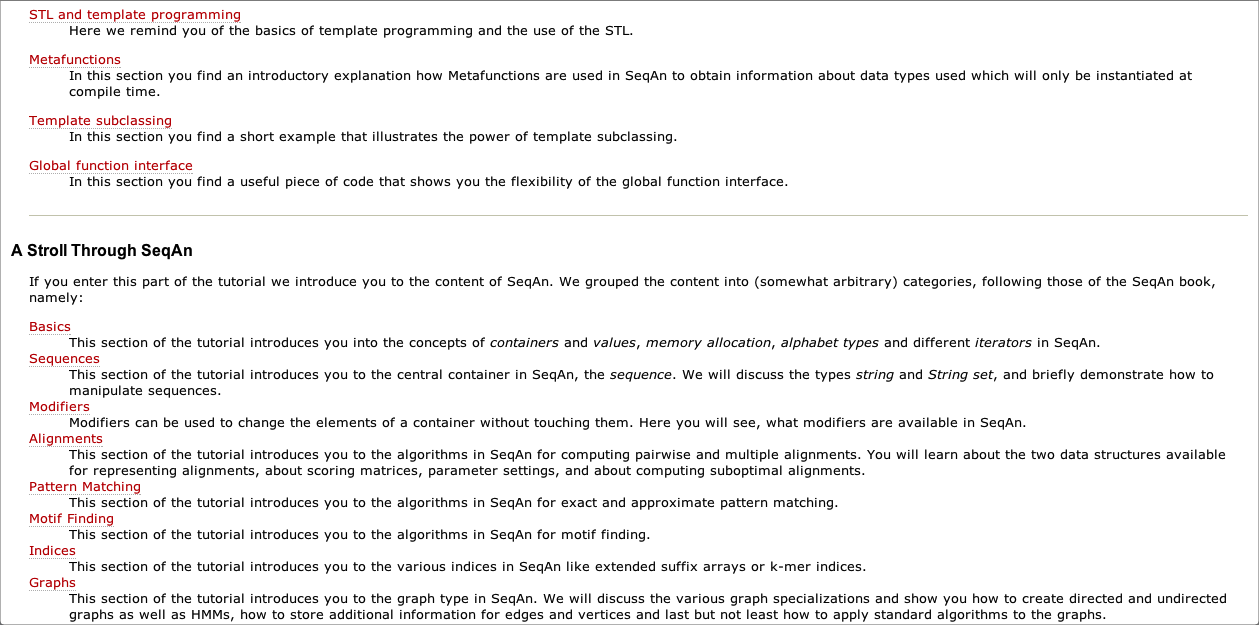 STL and template programming
Here we remind you of the basics of template programming and the use of the STL.
Metafunctions
In this section you find an introductory explanation how Metafunctions are used in SeqAn to obtain information about data types used which will only be instantiated at
compile time.
Template subclassing
In this section you find a short example that illustrates the power of template subclassing.
Global function interface
In this section you find a useful piece of code that shows you the flexibility of the global function interface.
A Stroll Through SeqAn
If you enter this part of the tutorial we introduce you to the content of SeqAn. We grouped the content into (somewhat arbitrary) categories, following those of the SeqAn book,
namely:
Basics
This section of the tutorial introduces you into the concepts of containers and values, memory allocation, alphabet types and different iterators in SeqAn.
Sequences
This section of the tutorial introduces you to the central container in SeqAn, the sequence. We will discuss the types string and String set, and briefly demonstrate how to
manipulate sequences.
Modifiers
Modifiers can be used to change the elements of a container without touching them. Here you will see, what modifiers are available in SeqAn.
Alignments
This section of the tutorial introduces you to the algorithms in SeqAn for computing pairwise and multiple alignments. You will learn about the two data structures available
for representing alignments, about scoring matrices, parameter settings, and about computing suboptimal alignments.
Pattern Matching
This section of the tutorial introduces you to the algorithms in SeqAn for exact and approximate pattern matching.
Motif Finding
This section of the tutorial introduces you to the algorithms in SeqAn for motif finding.
Indices
This section of the tutorial introduces you to the various indices in SeqAn like extended suffix arrays or k-mer indices.
Graphs
This section of the tutorial introduces you to the graph type in SeqAn. We will discuss the various graph specializations and show you how to create directed and undirected
graphs as well as HMMs, how to store additional information for edges and vertices and last but not least how to apply standard algorithms to the graphs.